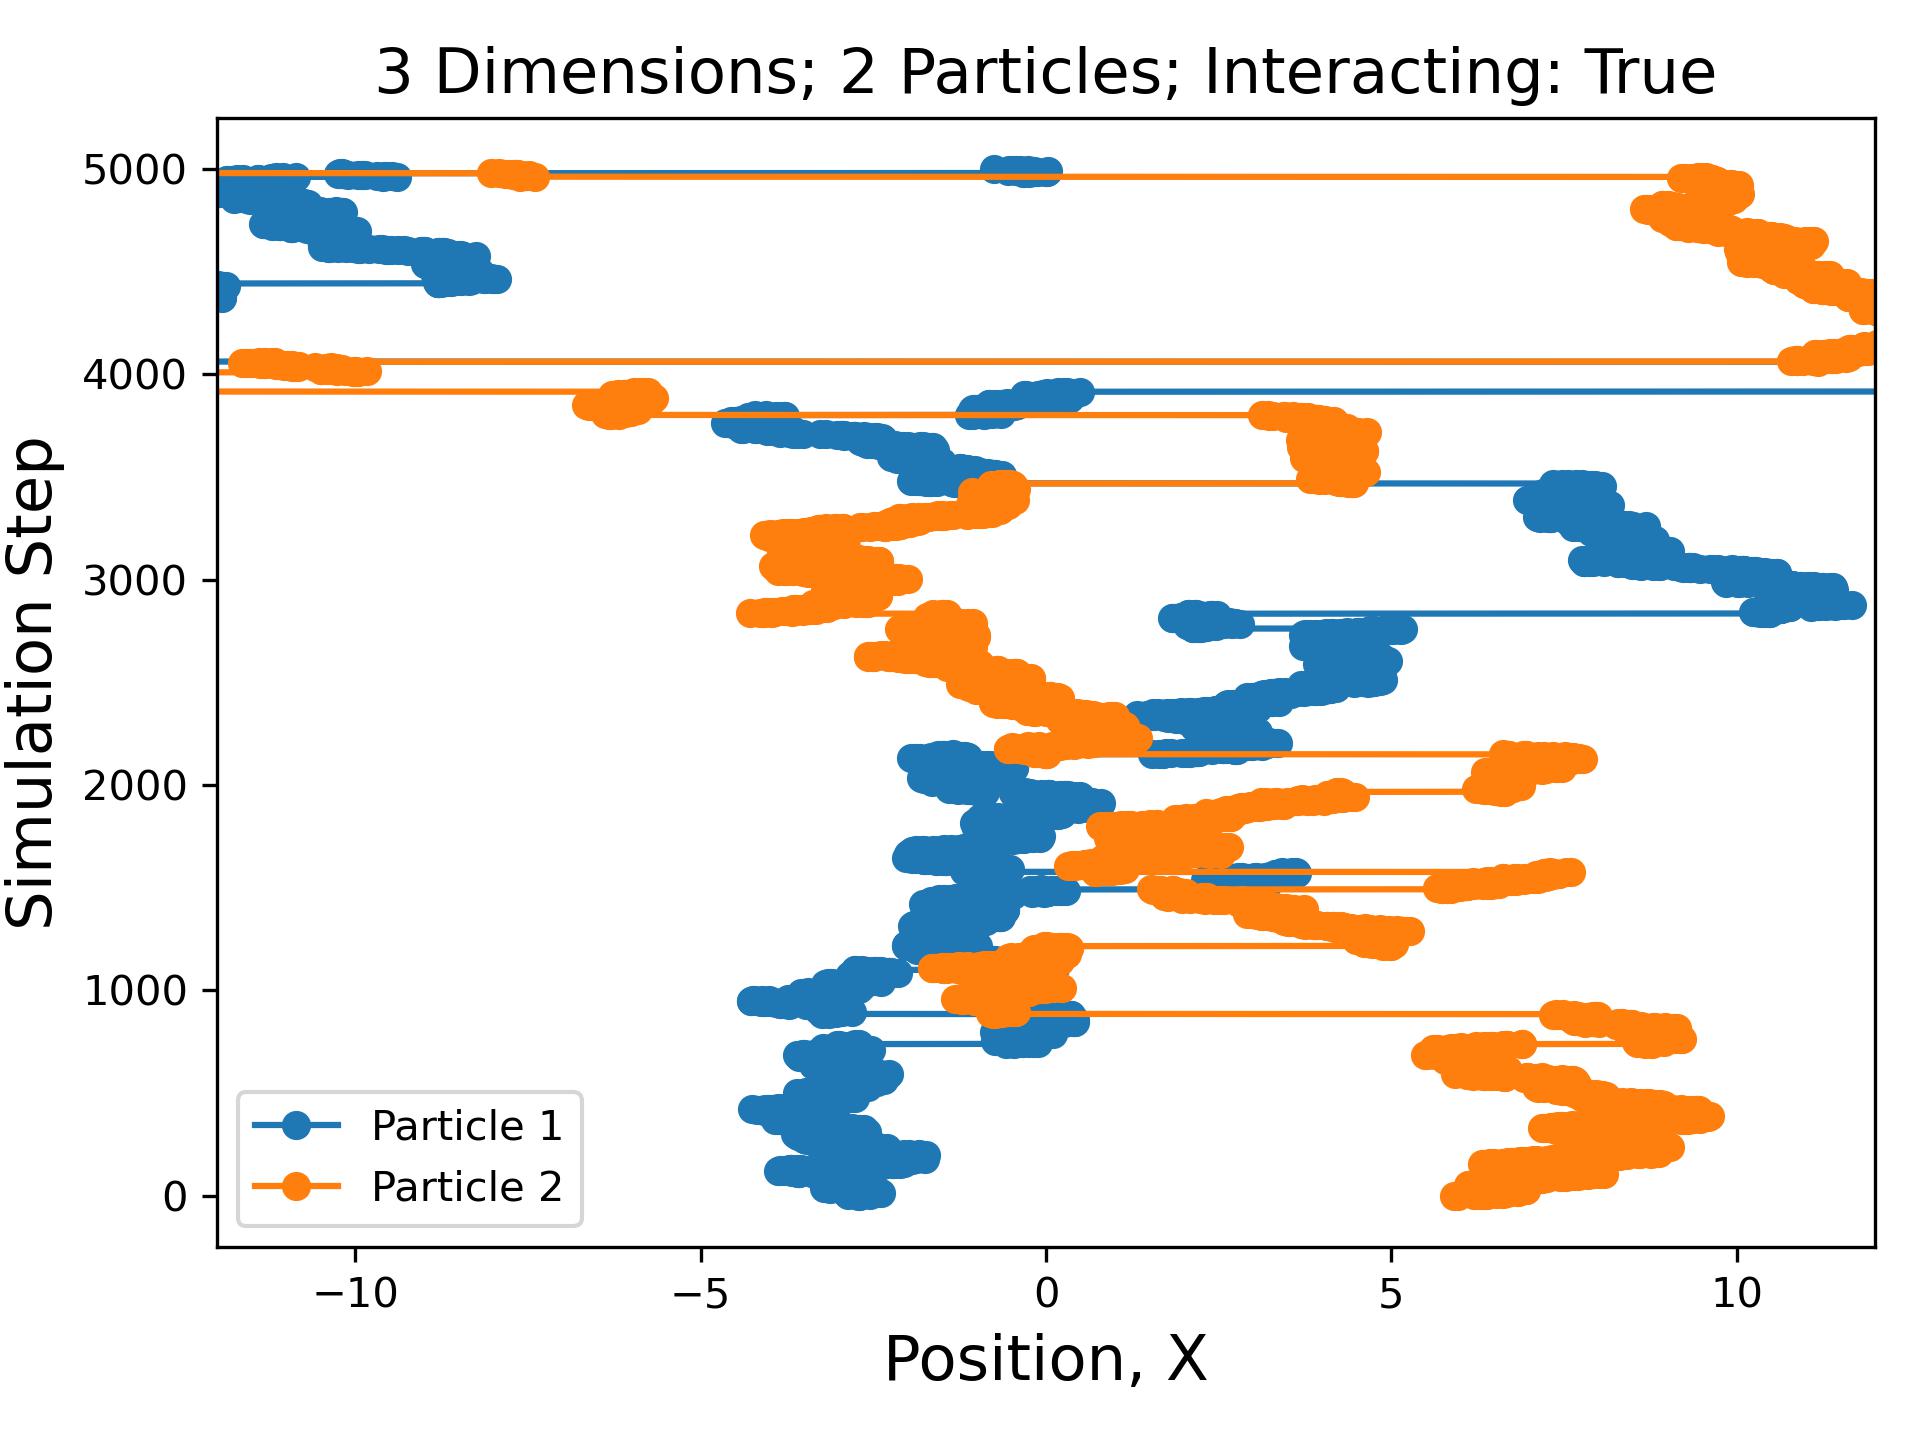 3 Dimensions; 2 Particles; Interacting: True
Simulation Step
5000
4000
3000
2000
1000
0
Particle 1
Particle 2
−10
−5
0
5
10
Position, X